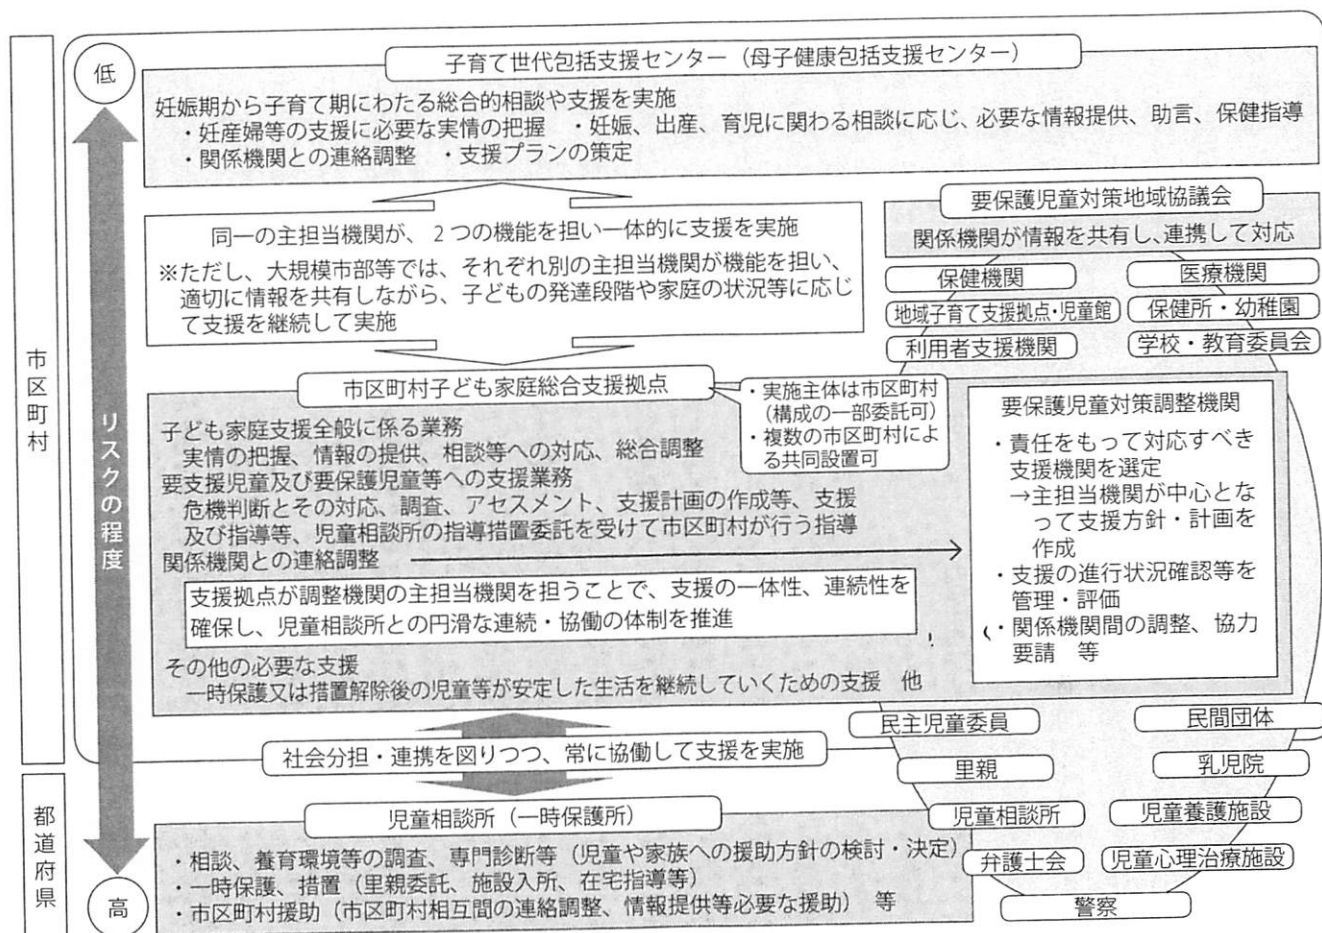 市区町村
都道府県
低
リスクの程度
高
子育て世代包括支援センター（母子健康包括支援センター）
妊娠期から子育て期にわたる総合的相談や支援を実施
・妊産婦等の支援に必要な実情の把握　・妊娠、出産、育児に関わる相談に応じ、必要な情報提供、助言、保健指導
・関係機関との連絡調整　・支援プランの策定
同一の主担当機関が、2つの機能を担い一体的に支援を実施
※ただし、大規模市部等では、それぞれ別の主担当機関が機能を担い、
適切に情報を共有しながら、子どもの発達段階や家庭の状況等に応じ
て支援を継続して実施
要保護児童対策地域協議会
関係機関が情報を共有し、連携して対応
保健機関
医療機関
地域子育て支援拠点・児童館
保健所・幼稚園
利用者支援機関
学校・教育委員会
市区町村子ども家庭総合支援拠点
・実施主体は市区町村
（構成の一部委託可）
・複数の市区町村によ
る共同設置可
子ども家庭支援全般に係る業務
実情の把握、情報の提供、相談等への対応、総合調整
要支援児童及び要保護児童等への支援業務
危機判断とその対応、調査、アセスメント、支援計画の作成等、支援
及び指導等、児童相談所の指導措置委託を受けて市区町村が行う指導
関係機関との連絡調整
支援拠点が調整機関の主担当機関を担うことで、支援の一体性、連続性を
確保し、児童相談所との円滑な連続・協働の体制を推進
その他の必要な支援
一時保護又は措置解除後の児童等が安定した生活を継続していくための支援　他
要保護児童対策調整機関
・責任をもって対応すべき
支援機関を選定
→主担当機関が中心とな
って支援方針・計画を
作成
・支援の進行状況確認等を
管理・評価
・関係機関間の調整、協力
要請　等
社会分担・連携を図りつつ、常に協働して支援を実施
民主児童委員
民間団体
里親
乳児院
児童相談所
児童養護施設
弁護士会
児童心理治療施設
警察
児童相談所（一時保護所）
・相談、養育環境等の調査、専門診断等（児童や家族への援助方針の検討・決定）
・一時保護、措置（里親委託、施設入所、在宅指導等）
・市区町村援助（市区町村相互間の連絡調整、情報提供等必要な援助）　等